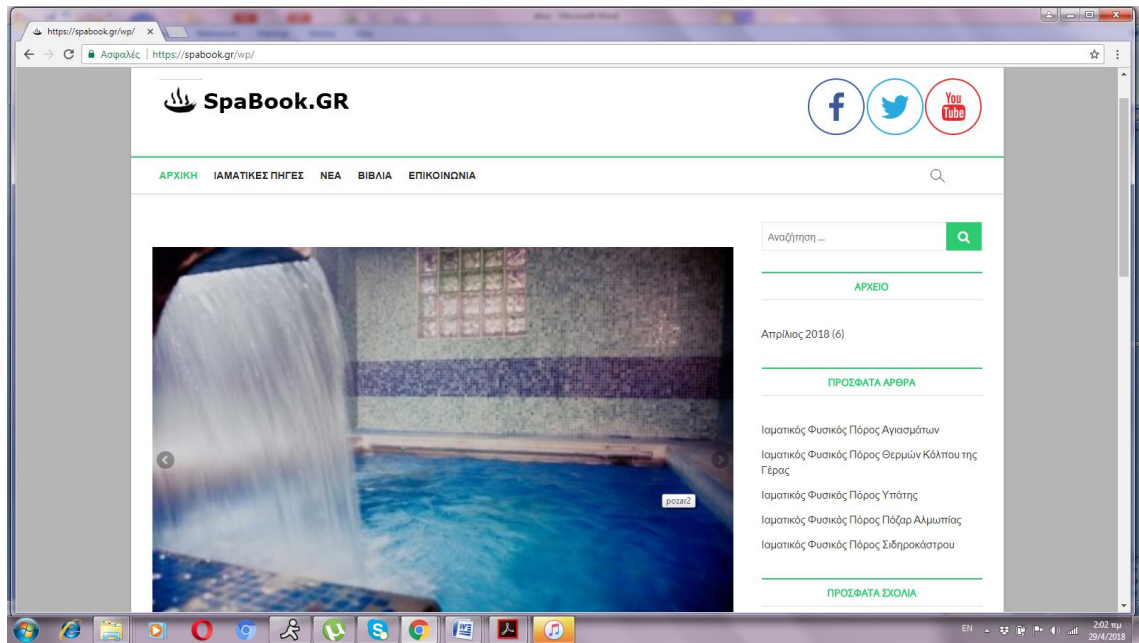 https://spabook.gr/wp/
Ασφαλές | https://spabook.gr/wp/
SpaBook.GR
f
You
Tube
ΑΡΧΙΚΗ ΙΑΜΑΤΙΚΕΣ ΠΗΓΕΣ ΝΕΑ ΒΙΒΛΙΑ ΕΠΙΚΟΙΝΩΝΙΑ
Αναζήτηση ...
ΑΡΧΕΙΟ
Απρίλιος 2018 (6)
ΠΡΟΣΦΑΤΑ ΑΡΘΡΑ
Ιαματικός Φυσικός Πόρος Αγιασμάτων
Ιαματικός Φυσικός Πόρος Θερμών Κόλπου της
Γέρας
Ιαματικός Φυσικός Πόρος Υπάτης
Ιαματικός Φυσικός Πόρος Πόζαρ Αλμωπίας
Ιαματικός Φυσικός Πόρος Σιδηροκάστρου
pozar2
ΠΡΟΣΦΑΤΑ ΣΧΟΛΙΑ
EN
2:02 πμ
29/4/2018